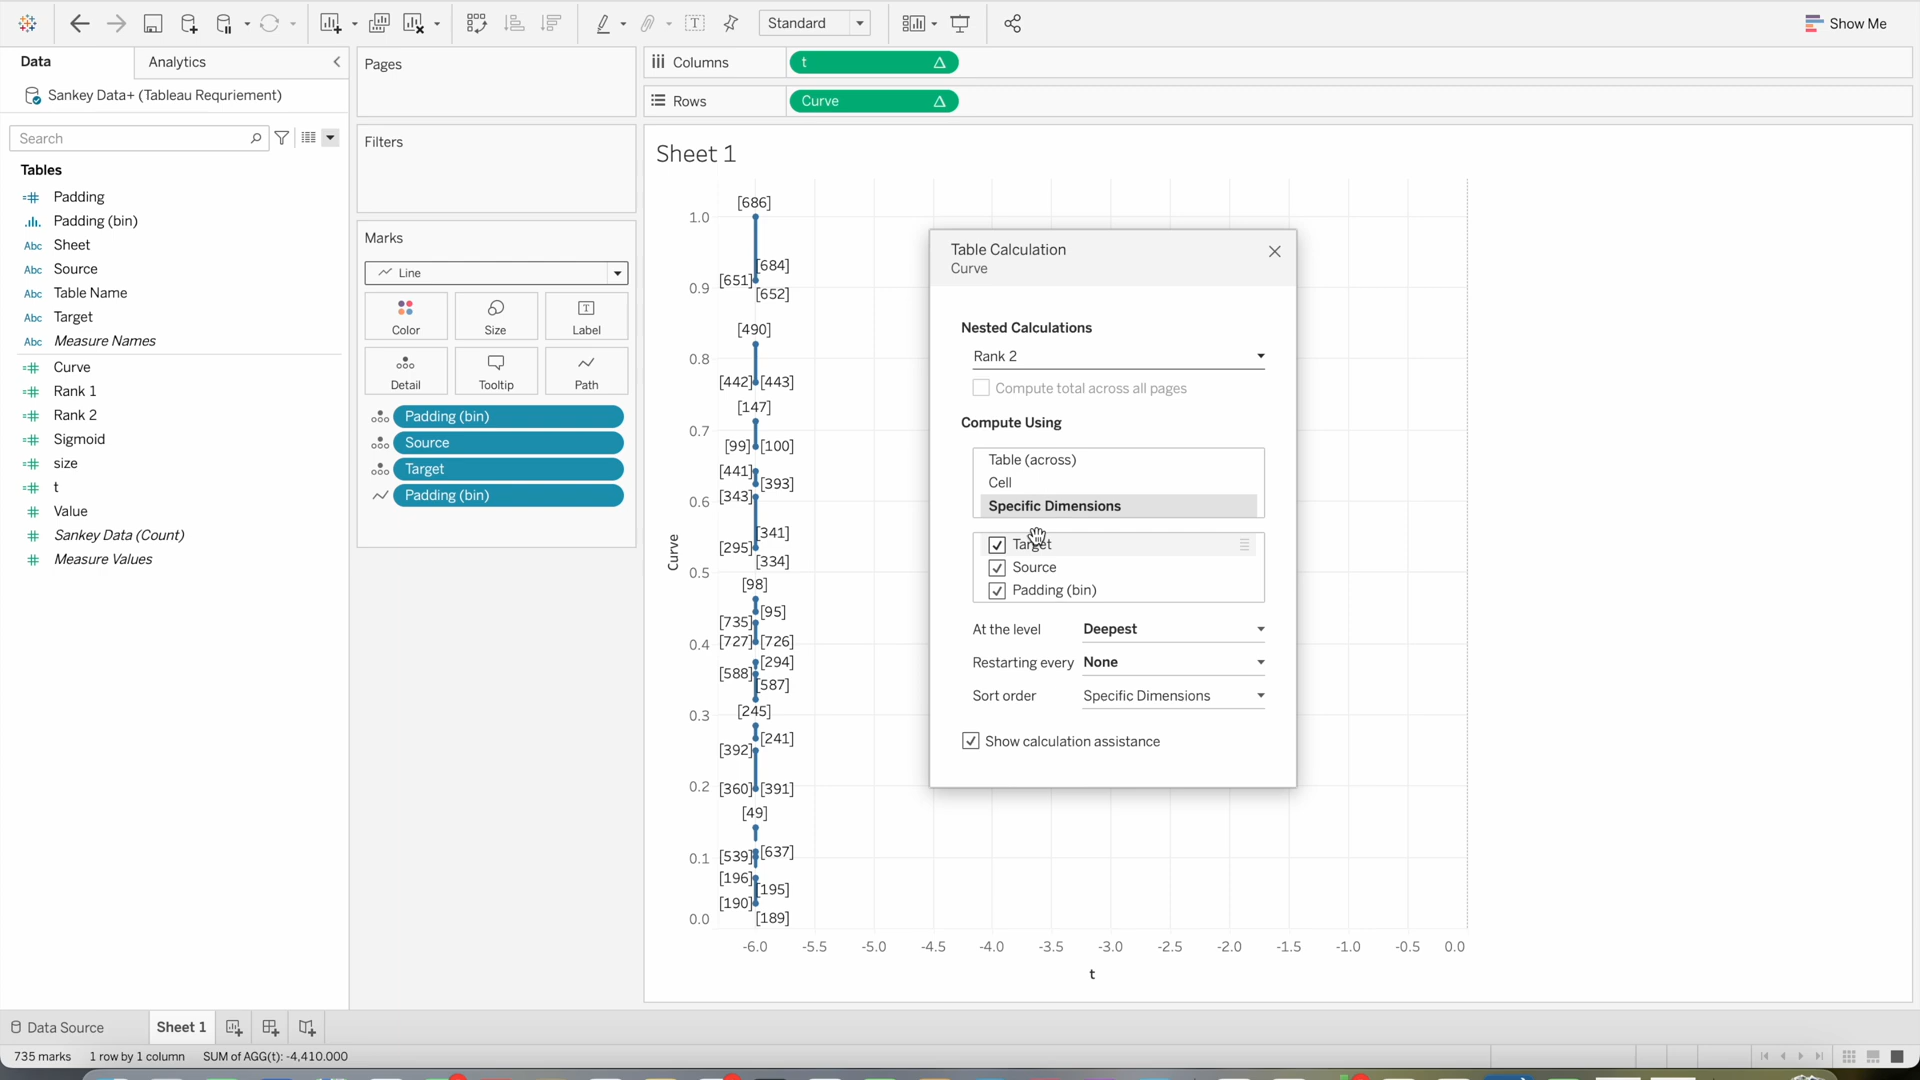 Standard
Show Me
Data
Analytics
Pages
Columns
t
Sankey Data+ (Tableau Requriement)
Rows
Curve
Search
Filters
Sheet 1
Tables
Padding
Padding (bin)
Abc Sheet
Abc Source
Abc Table Name
Abc Target
Abc Measure Names
Curve
Rank 1
Rank 2
Sigmoid
size
t
Value
Sankey Data (Count)
Measure Values
Marks
Line
Color
Size
Label
Detail
Tooltip
Path
Padding (bin)
Source
Target
Padding (bin)
Curve
1.0
0.9
0.8
0.7
0.6
0.5
0.4
0.3
0.2
0.1
0.0
[686]
[684]
[651]
[652]
[490]
[442] [443]
[147]
[99] [100]
[441]
[393]
[343]
[341]
[295]
[334]
[98]
[95]
[735]
[727] [726]
[294]
[588]
[587]
[245]
[241]
[392]
[360] [391]
[49]
[539] [637]
[196]
[195]
[190]
[189]
-6.0 -5.5 -5.0 -4.5 -4.0 -3.5 -3.0 -2.5 -2.0 -1.5 -1.0 -0.5 0.0
t
Table Calculation
Curve
Nested Calculations
Rank 2
Compute total across all pages
Compute Using
Table (across)
Cell
Specific Dimensions
Target
Source
Padding (bin)
At the level Deepest
Restarting every None
Sort order Specific Dimensions
Show calculation assistance
Data Source
Sheet 1
735 marks 1 row by 1 column SUM of AGG(t): -4,410.000